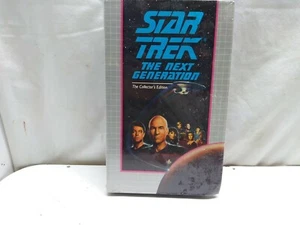 STAR
TREK
THE NEXT
GENERATION
The Collector's Edition